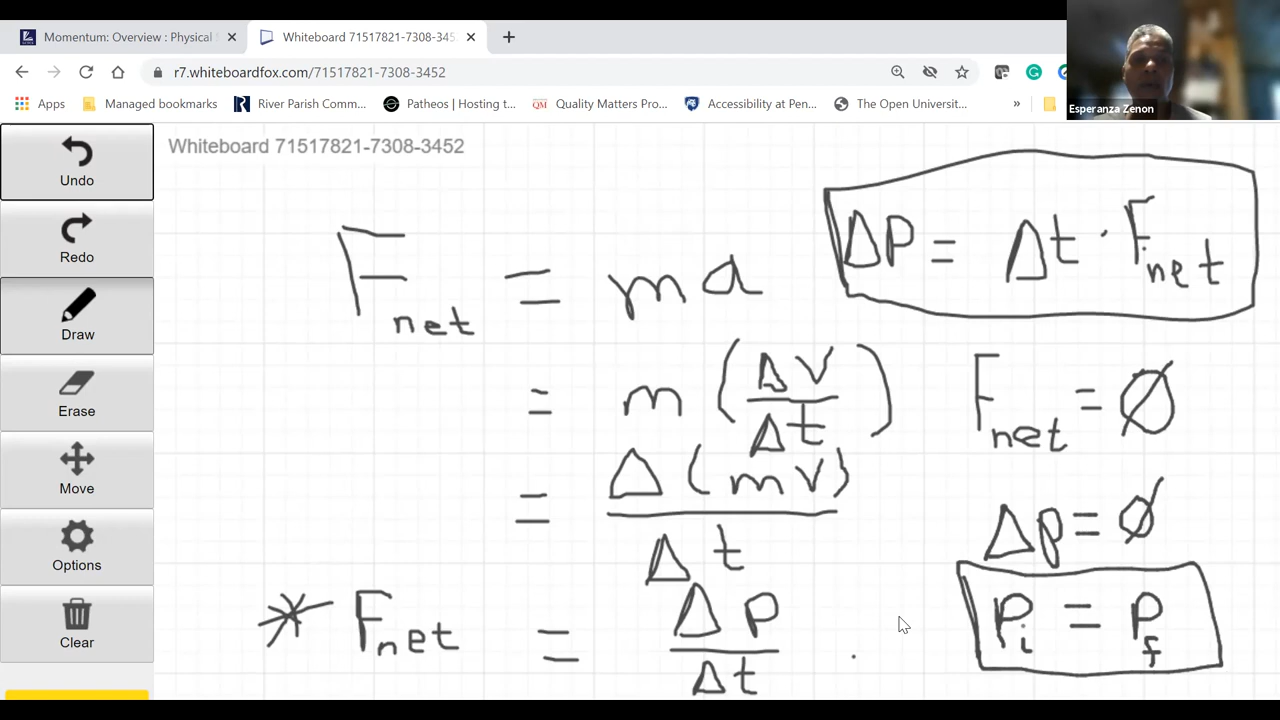 Momentum: Overview : Physical
Whiteboard 71517821-7308-345
r7.whiteboardfox.com/71517821-7308-3452
Apps Managed bookmarks River Parish Comm... Patheos | Hosting t... QM Quality Matters Pro... Accessibility at Pen... The Open Universit... »
Esperanza Zenon
Whiteboard 71517821-7308-3452
Undo
Redo
Draw
Erase
Move
Options
Clear
F_net = ma
= m (ΔV/Δt)
= Δ(mv)/Δt
* F_net = Δp/Δt
ΔP = Δt · F_net
F_net = Ø
Δp = Ø
P_i = P_f